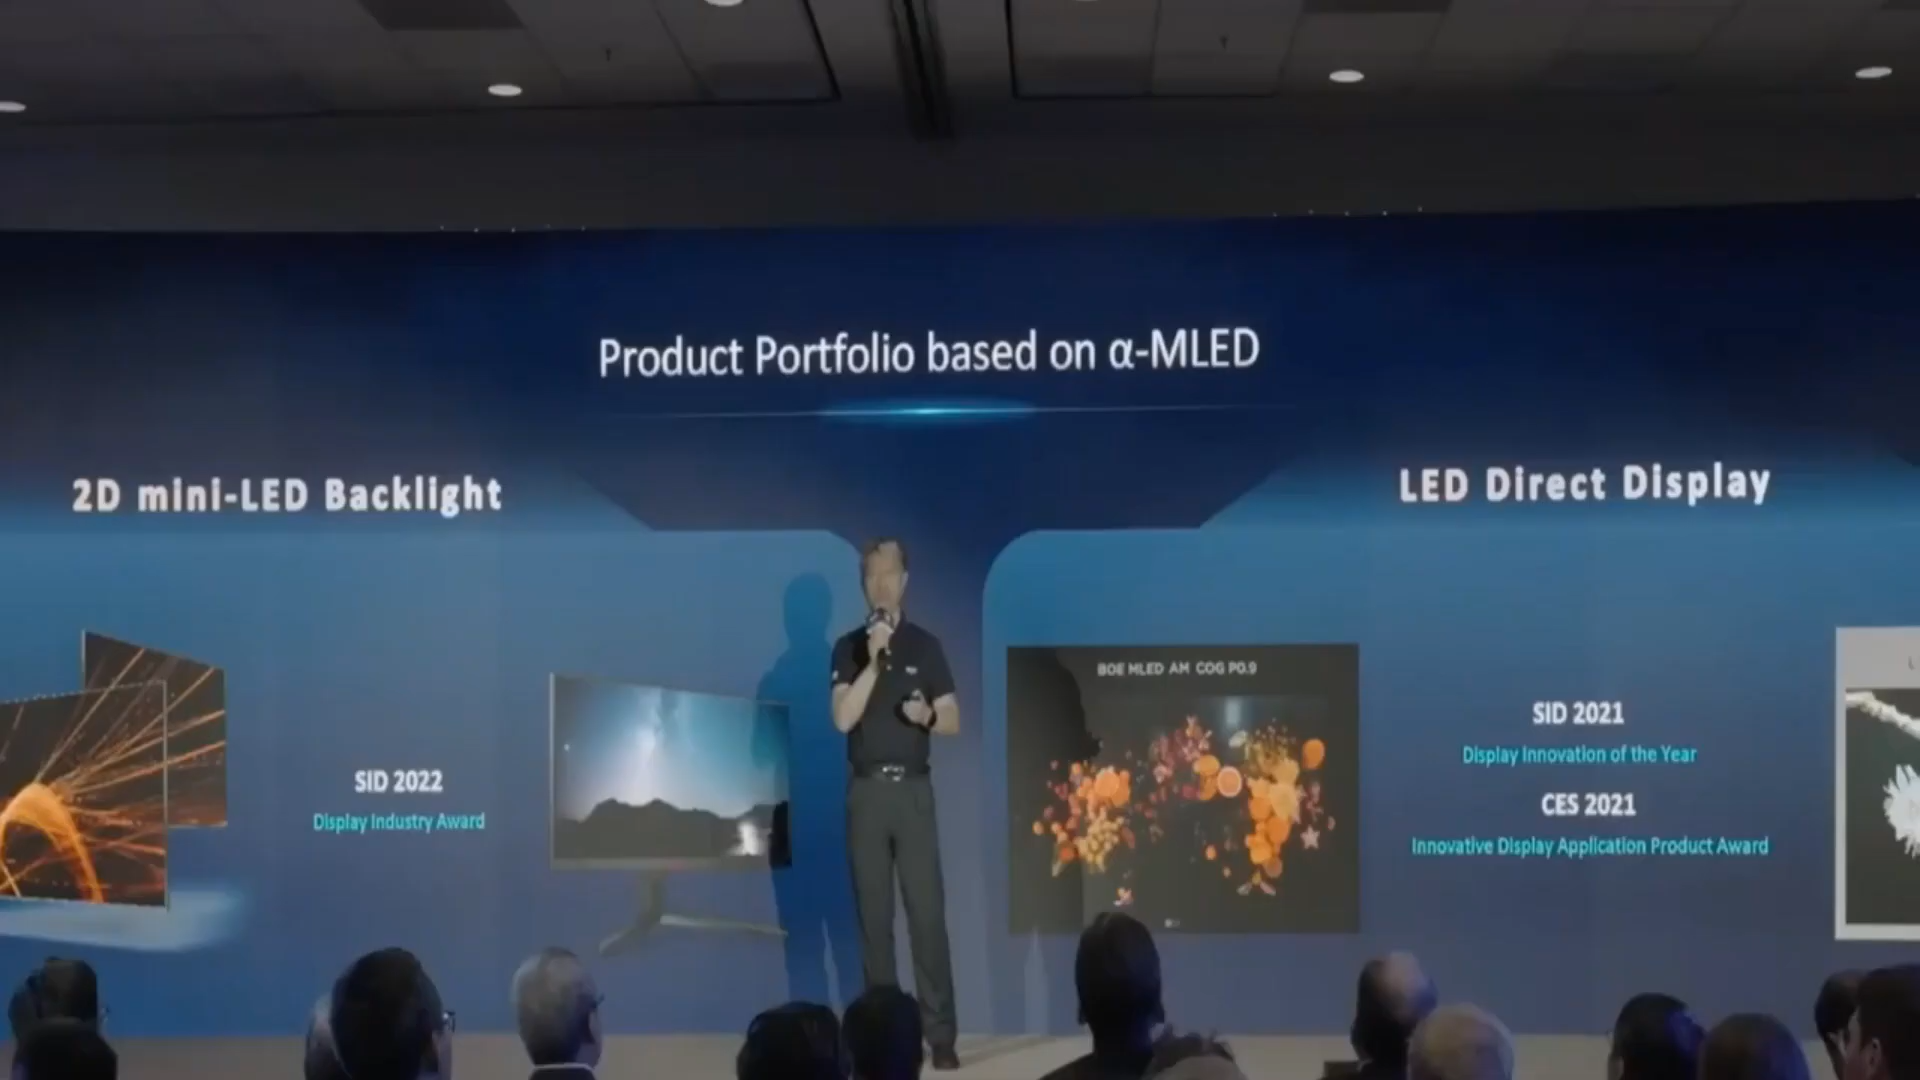 Product Portfolio based on α-MLED
2D mini-LED Backlight
LED Direct Display
BOE MLED AM COG P0.9
SID 2022
Display Industry Award
SID 2021
Display Innovation of the Year
CES 2021
Innovative Display Application Product Award